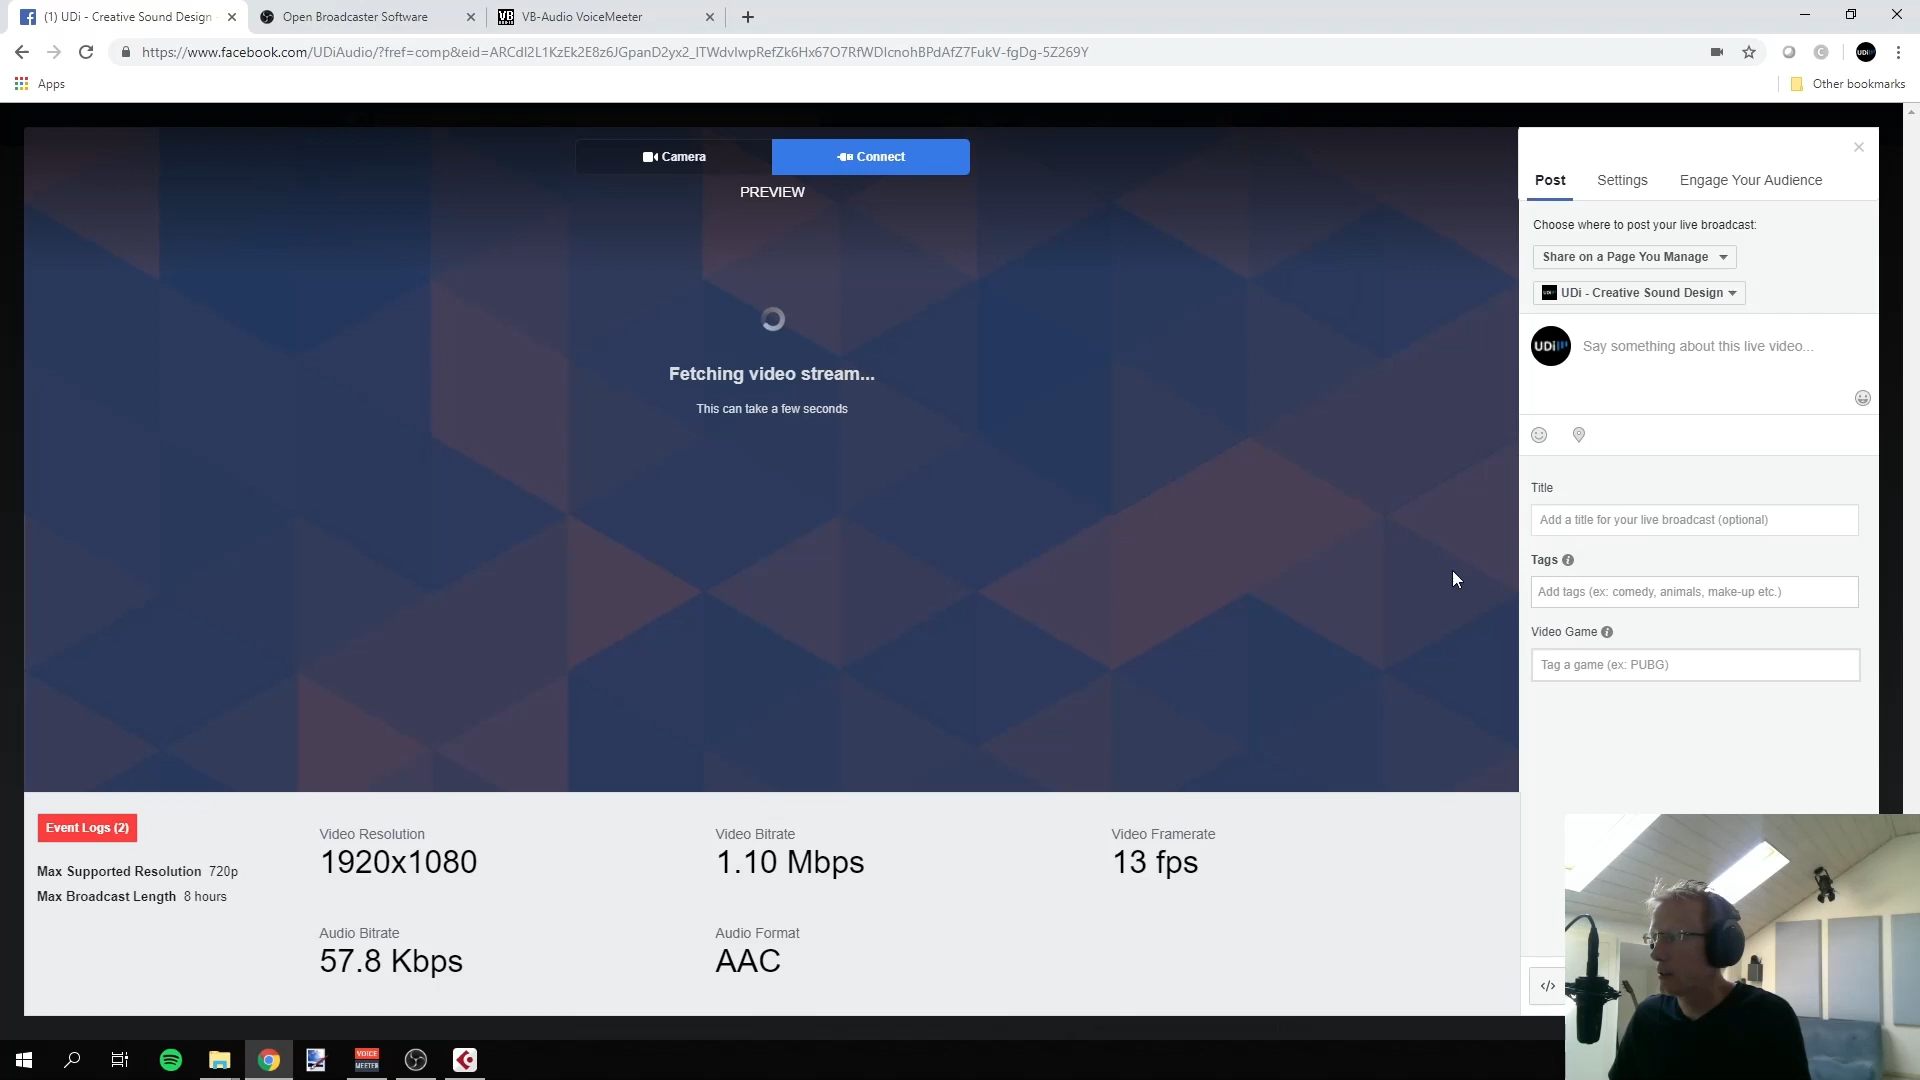 (1) UDi - Creative Sound Design
Open Broadcaster Software
VB-Audio VoiceMeeter
https://www.facebook.com/UDiAudio/?fref=comp&eid=ARCdI2L1KzEk2E8z6JGpanD2yx2_lTWdvlwpRefZk6Hx67O7RfWDIcnohBPdAfZ7FukV-fgDg-5Z269Y
Apps
Other bookmarks
Camera
Connect
PREVIEW
Fetching video stream...
This can take a few seconds
Post
Settings
Engage Your Audience
Choose where to post your live broadcast:
Share on a Page You Manage
UDi - Creative Sound Design
UDi
Say something about this live video...
Title
Add a title for your live broadcast (optional)
Tags
Add tags (ex: comedy, animals, make-up etc.)
Video Game
Tag a game (ex: PUBG)
Event Logs (2)
Max Supported Resolution 720p
Max Broadcast Length 8 hours
Video Resolution
1920x1080
Video Bitrate
1.10 Mbps
Video Framerate
13 fps
Audio Bitrate
57.8 Kbps
Audio Format
AAC
</>
VOICE
MEETER